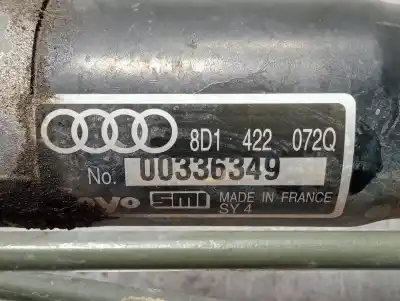 8D1 422 072Q
No. 00336349
SMI MADE IN FRANCE
SY 4